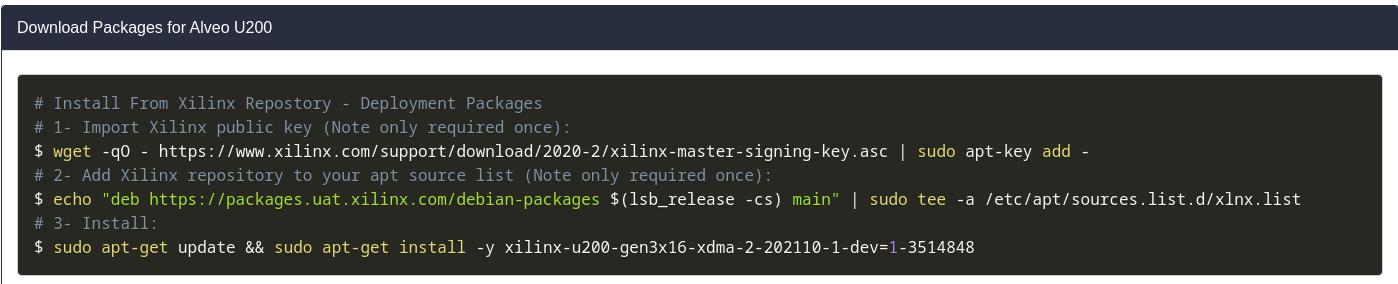 Download Packages for Alveo U200
# Install From Xilinx Repostory - Deployment Packages
# 1- Import Xilinx public key (Note only required once):
$ wget -qO - https://www.xilinx.com/support/download/2020-2/xilinx-master-signing-key.asc | sudo apt-key add -
# 2- Add Xilinx repository to your apt source list (Note only required once):
$ echo "deb https://packages.uat.xilinx.com/debian-packages $(lsb_release -cs) main" | sudo tee -a /etc/apt/sources.list.d/xlnx.list
# 3- Install:
$ sudo apt-get update && sudo apt-get install -y xilinx-u200-gen3x16-xdma-2-202110-1-dev=1-3514848